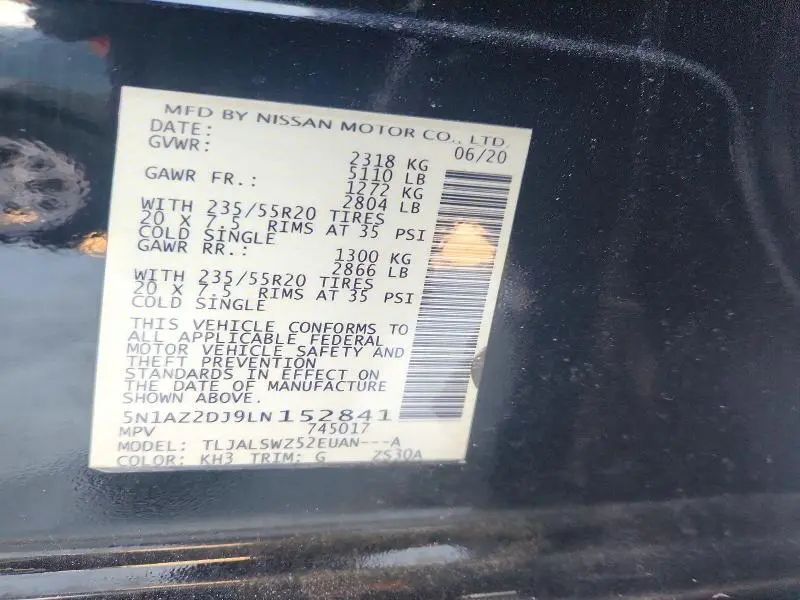 MFD BY NISSAN MOTOR CO., LTD.
DATE: 06/20
GVWR: 2318 KG
5110 LB
GAWR FR.: 1272 KG
2804 LB
WITH 235/55R20 TIRES
20 X 7.5 RIMS AT 35 PSI
COLD SINGLE
GAWR RR.: 1300 KG
2866 LB
WITH 235/55R20 TIRES
20 X 7.5 RIMS AT 35 PSI
COLD SINGLE
THIS VEHICLE CONFORMS TO
ALL APPLICABLE FEDERAL
MOTOR VEHICLE SAFETY AND
THEFT PREVENTION
STANDARDS IN EFFECT ON
THE DATE OF MANUFACTURE
SHOWN ABOVE.
5N1AZ2DJ9LN152841
MPV 745017
MODEL: TLJALSWZ52EUAN---A
COLOR: KH3 TRIM: G ZS30A